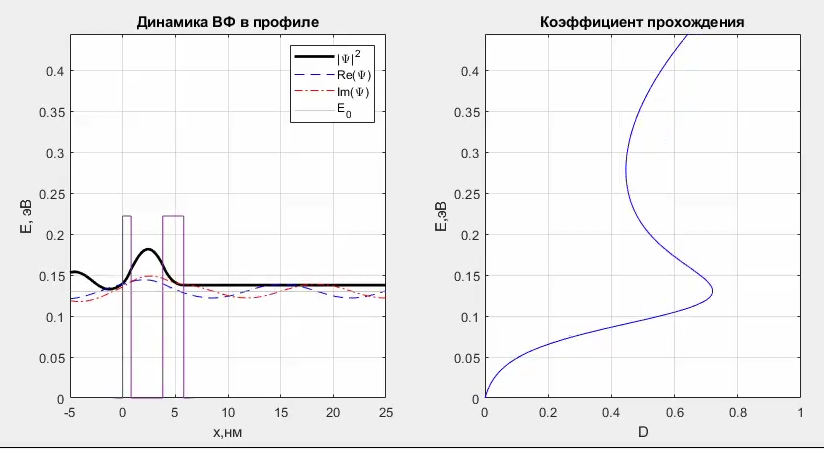 Динамика ВФ в профиле
|Ψ|²
Re(Ψ)
Im(Ψ)
E₀
E, эВ
0.4
0.35
0.3
0.25
0.2
0.15
0.1
0.05
0
-5 0 5 10 15 20 25
x,нм
Коэффициент прохождения
E,эВ
0.4
0.35
0.3
0.25
0.2
0.15
0.1
0.05
0
0 0.2 0.4 0.6 0.8 1
D